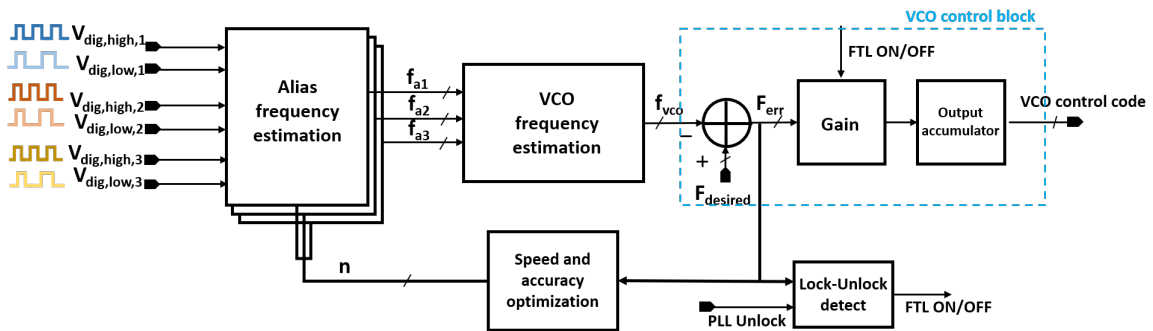 VCO control block
V_dig,high,1
V_dig,low,1
V_dig,high,2
V_dig,low,2
V_dig,high,3
V_dig,low,3
Alias
frequency
estimation
f_a1
f_a2
f_a3
VCO
frequency
estimation
f_vco
−
+
F_desired
F_err
FTL ON/OFF
Gain
Output
accumulator
VCO control code
n
Speed and
accuracy
optimization
PLL Unlock
Lock-Unlock
detect
FTL ON/OFF